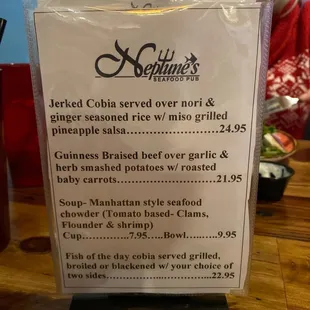 Neptune's
SEAFOOD PUB
Jerked Cobia served over nori &
ginger seasoned rice w/ miso grilled
pineapple salsa.....................24.95
Guinness Braised beef over garlic &
herb smashed potatoes w/ roasted
baby carrots.........................21.95
Soup- Manhattan style seafood
chowder (Tomato based- Clams,
Flounder & shrimp)
Cup..........7.95…..Bowl....…9.95
Fish of the day cobia served grilled,
broiled or blackened w/ your choice of
two sides…………………......22.95